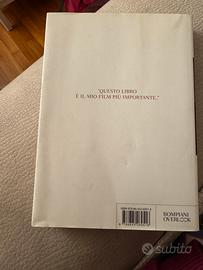 "QUESTO LIBRO
È IL MIO FILM PIÙ IMPORTANTE."
BOMPIANI
OVERLOOK
subito